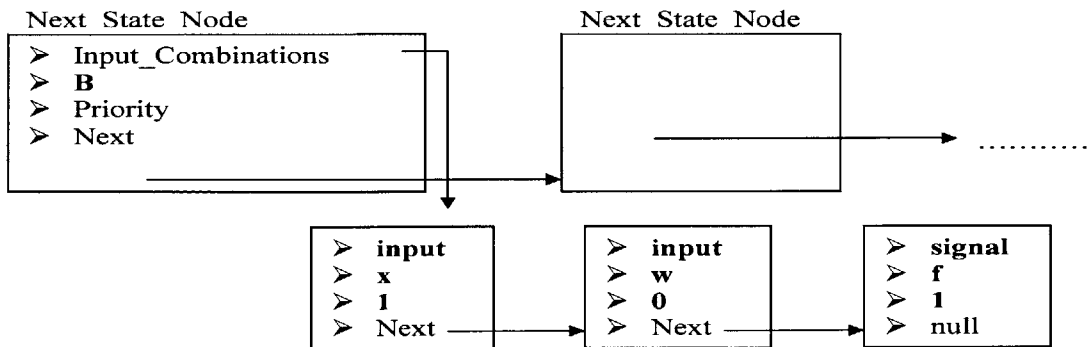 Next State Node
Next State Node
➢ Input_Combinations
➢ B
➢ Priority
➢ Next
............
➢ input
➢ x
➢ 1
➢ Next
➢ input
➢ w
➢ 0
➢ Next
➢ signal
➢ f
➢ 1
➢ null